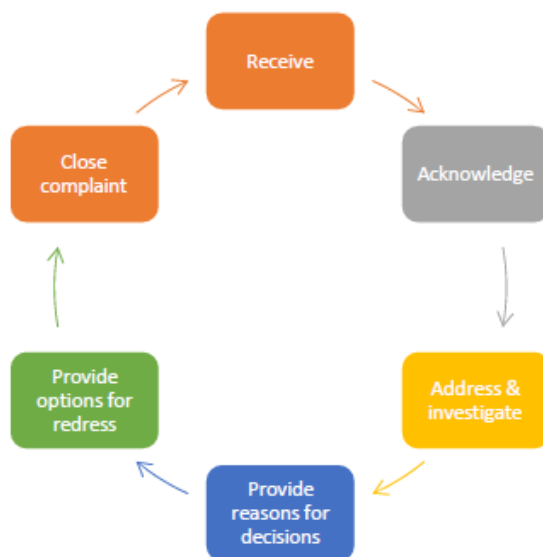 Receive
Acknowledge
Address &
investigate
Provide
reasons for
decisions
Provide
options for
redress
Close
complaint